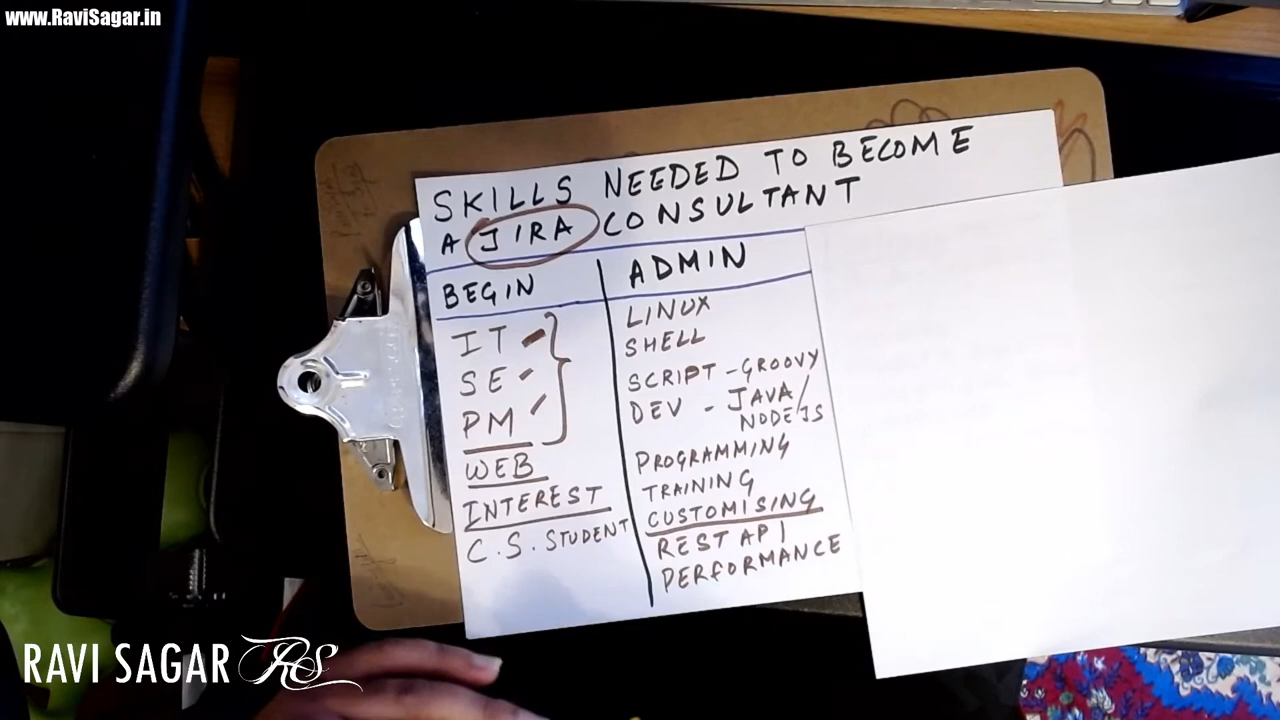 www.RaviSagar.in
SKILLS NEEDED TO BECOME
A JIRA CONSULTANT
BEGIN
IT
SE
PM
WEB
INTEREST
C.S. STUDENT
ADMIN
LINUX
SHELL
SCRIPT - GROOVY
DEV - JAVA/
NODEJS
PROGRAMMING
TRAINING
CUSTOMISING
REST API
PERFORMANCE
RAVI SAGAR RS